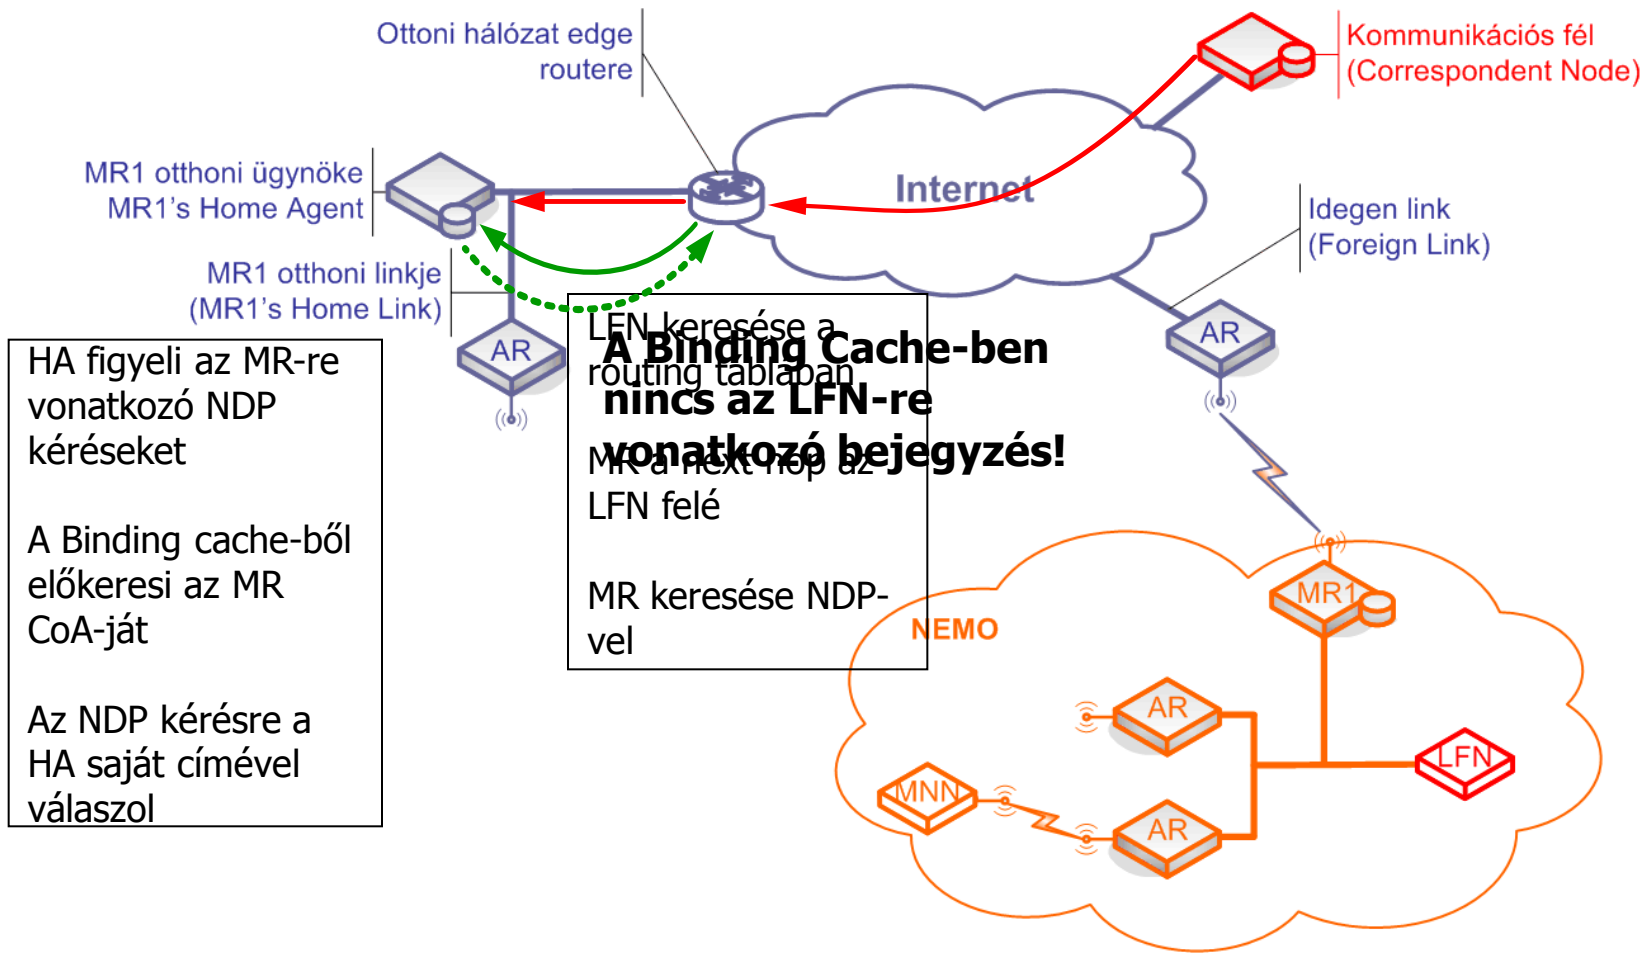 Ottoni hálózat edge
routere
Kommunikációs fél
(Correspondent Node)
MR1 otthoni ügynöke
MR1's Home Agent
Internet
Idegen link
(Foreign Link)
MR1 otthoni linkje
(MR1's Home Link)
AR
AR
HA figyeli az MR-re
vonatkozó NDP
kéréseket
A Binding cache-ből
előkeresi az MR
CoA-ját
Az NDP kérésre a
HA saját címével
válaszol
LFN keresése a
routing táblában
MR a next hop az
LFN felé
MR keresése NDP-
vel
A Binding Cache-ben
nincs az LFN-re
vonatkozó bejegyzés!
NEMO
MR1
AR
LFN
MNN
AR